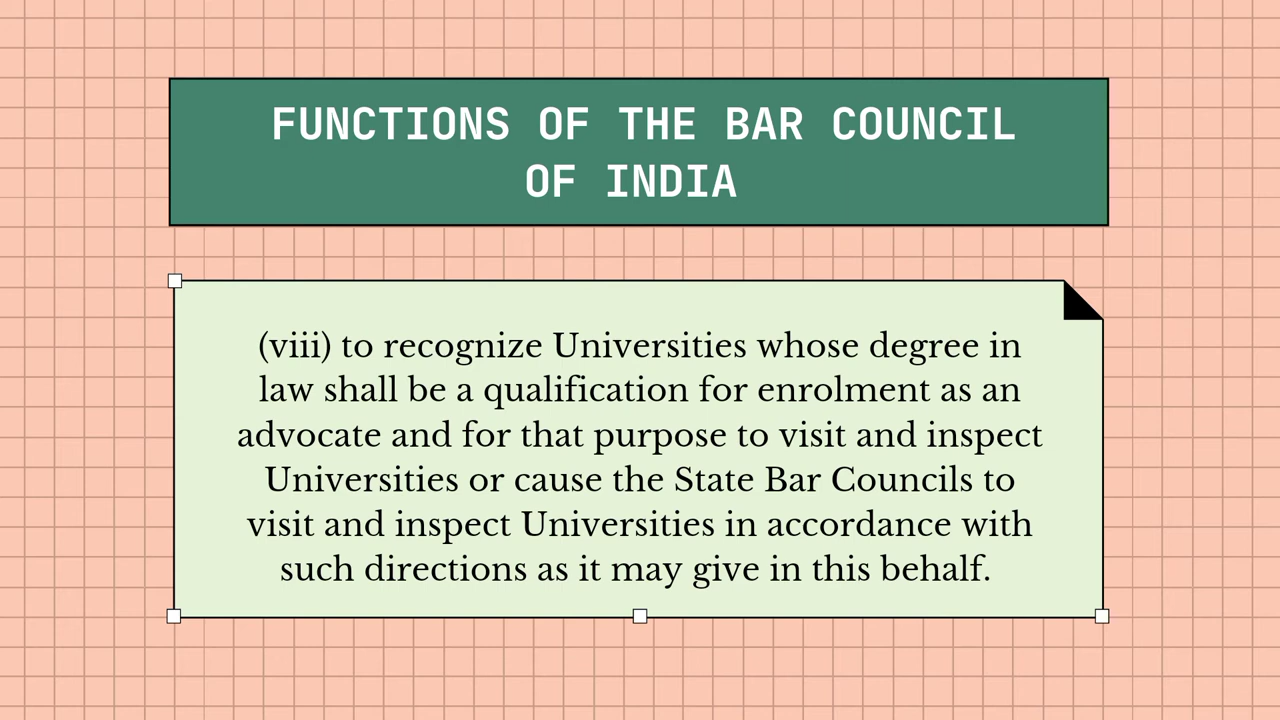 FUNCTIONS OF THE BAR COUNCIL
OF INDIA
(viii) to recognize Universities whose degree in
law shall be a qualification for enrolment as an
advocate and for that purpose to visit and inspect
Universities or cause the State Bar Councils to
visit and inspect Universities in accordance with
such directions as it may give in this behalf.